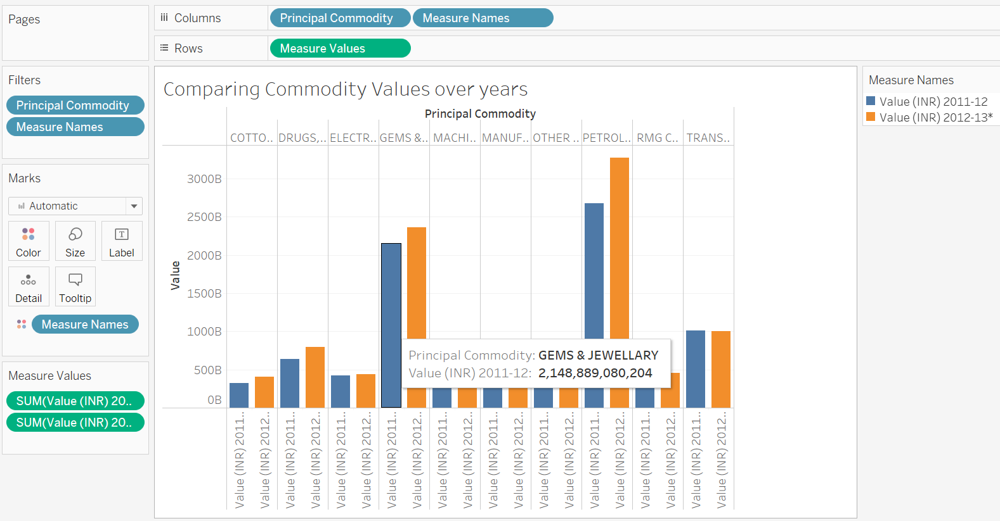 Pages
Columns
Principal Commodity
Measure Names
Rows
Measure Values
Filters
Principal Commodity
Measure Names
Marks
Automatic
Color
Size
Label
Detail
Tooltip
Measure Names
Measure Values
SUM(Value (INR) 20..
SUM(Value (INR) 20..
Comparing Commodity Values over years
Principal Commodity
COTTO.. DRUGS,.. ELECTR.. GEMS &.. MACHI.. MANUF.. OTHER .. PETROL.. RMG C.. TRANS..
Value
3000B
2500B
2000B
1500B
1000B
500B
0B
Principal Commodity: GEMS & JEWELLARY
Value (INR) 2011-12: 2,148,889,080,204
Value (INR) 2011..
Value (INR) 2012..
Value (INR) 2011..
Value (INR) 2012..
Value (INR) 2011..
Value (INR) 2012..
Value (INR) 2011..
Value (INR) 2012..
Value (INR) 2011..
Value (INR) 2012..
Value (INR) 2011..
Value (INR) 2012..
Value (INR) 2011..
Value (INR) 2012..
Value (INR) 2011..
Value (INR) 2012..
Value (INR) 2011..
Value (INR) 2012..
Value (INR) 2011..
Value (INR) 2012..
Measure Names
Value (INR) 2011-12
Value (INR) 2012-13*